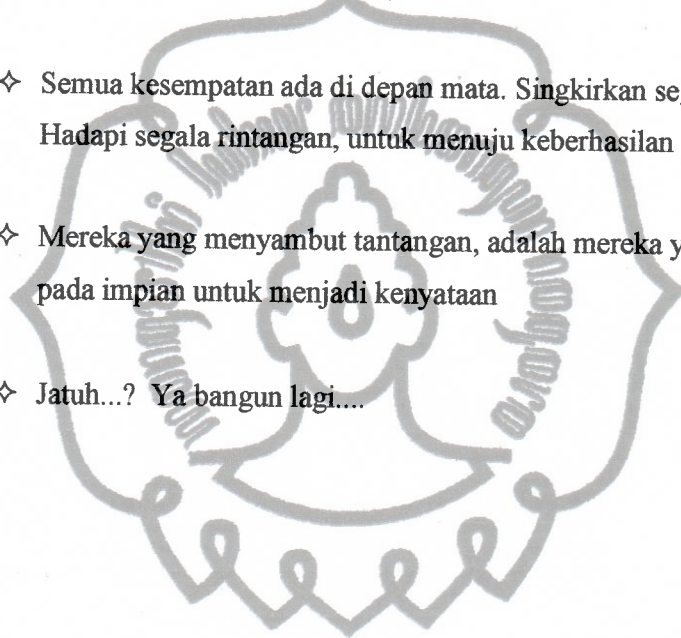 ✧ Semua kesempatan ada di depan mata. Singkirkan
Hadapi segala rintangan, untuk menuju keberhasilan
✧ Mereka yang menyambut tantangan, adalah mereka
pada impian untuk menjadi kenyataan
✧ Jatuh...? Ya bangun lagi....